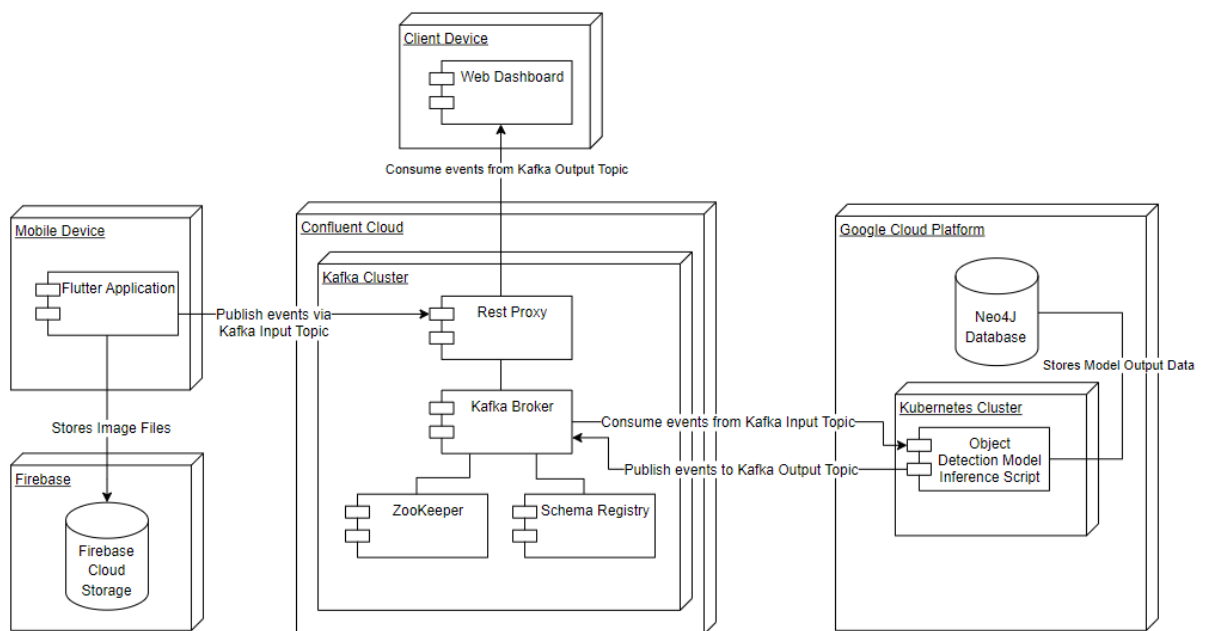 Client Device
Web Dashboard
Consume events from Kafka Output Topic
Mobile Device
Flutter Application
Publish events via
Kafka Input Topic
Stores Image Files
Firebase
Firebase
Cloud
Storage
Confluent Cloud
Kafka Cluster
Rest Proxy
Kafka Broker
ZooKeeper
Schema Registry
Consume events from Kafka Input Topic
Publish events to Kafka Output Topic
Google Cloud Platform
Neo4J
Database
Stores Model Output Data
Kubernetes Cluster
Object
Detection Model
Inference Script